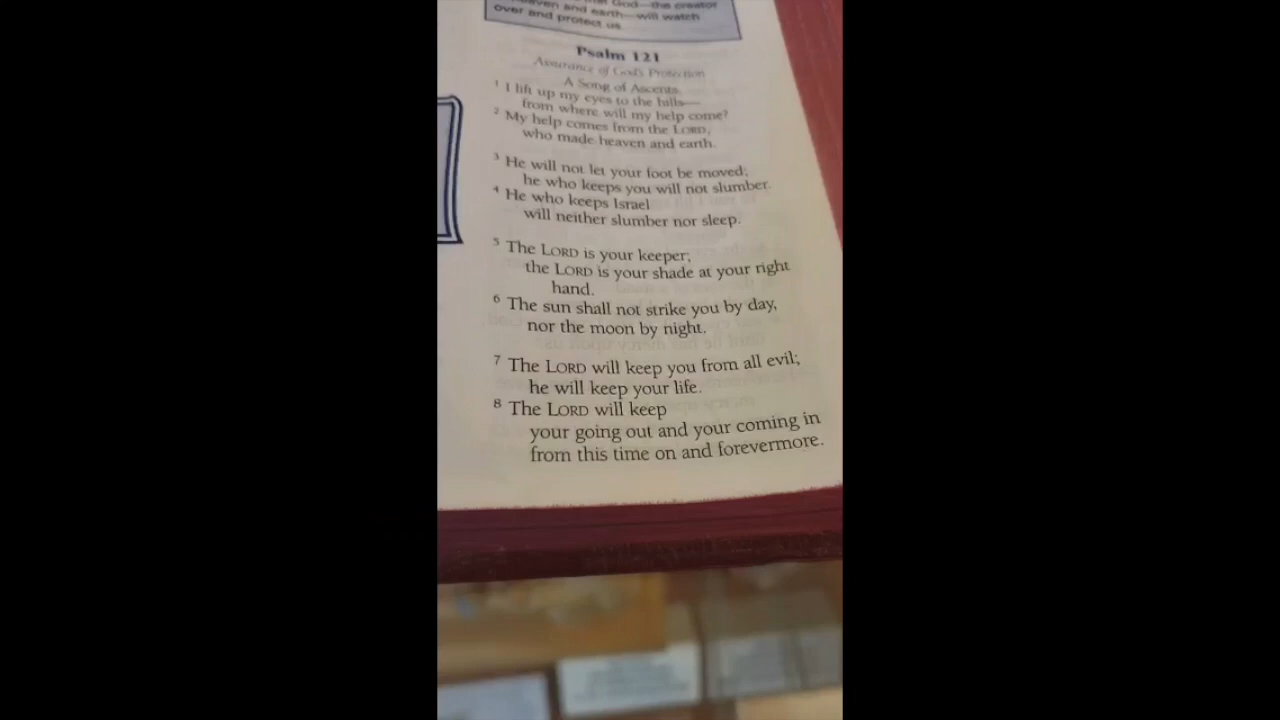 God—the creator
heaven and earth—will watch
over and protect us.
Psalm 121
Assurance of God's Protection
A Song of Ascents.
1 I lift up my eyes to the hills—
from where will my help come?
2 My help comes from the LORD,
who made heaven and earth.
3 He will not let your foot be moved;
he who keeps you will not slumber.
4 He who keeps Israel
will neither slumber nor sleep.
5 The LORD is your keeper;
the LORD is your shade at your right
hand.
6 The sun shall not strike you by day,
nor the moon by night.
7 The LORD will keep you from all evil;
he will keep your life.
8 The LORD will keep
your going out and your coming in
from this time on and forevermore.